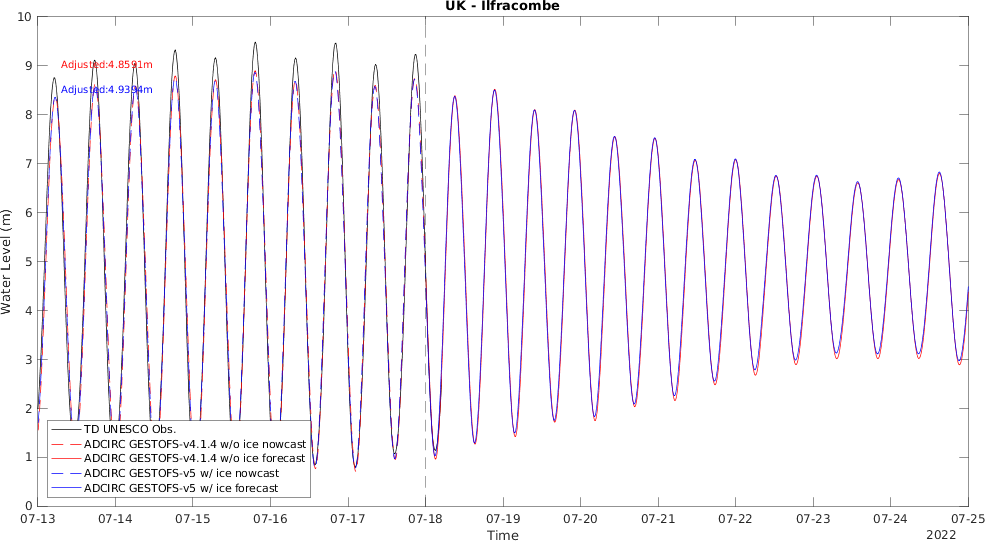 UK - Ilfracombe
10
9
8
7
6
5
4
3
2
1
0
Water Level (m)
Adjusted:4.8591m
Adjusted:4.9394m
TD UNESCO Obs.
ADCIRC GESTOFS-v4.1.4 w/o ice nowcast
ADCIRC GESTOFS-v4.1.4 w/o ice forecast
ADCIRC GESTOFS-v5 w/ ice nowcast
ADCIRC GESTOFS-v5 w/ ice forecast
07-13 07-14 07-15 07-16 07-17 07-18 07-19 07-20 07-21 07-22 07-23 07-24 07-25
Time
2022